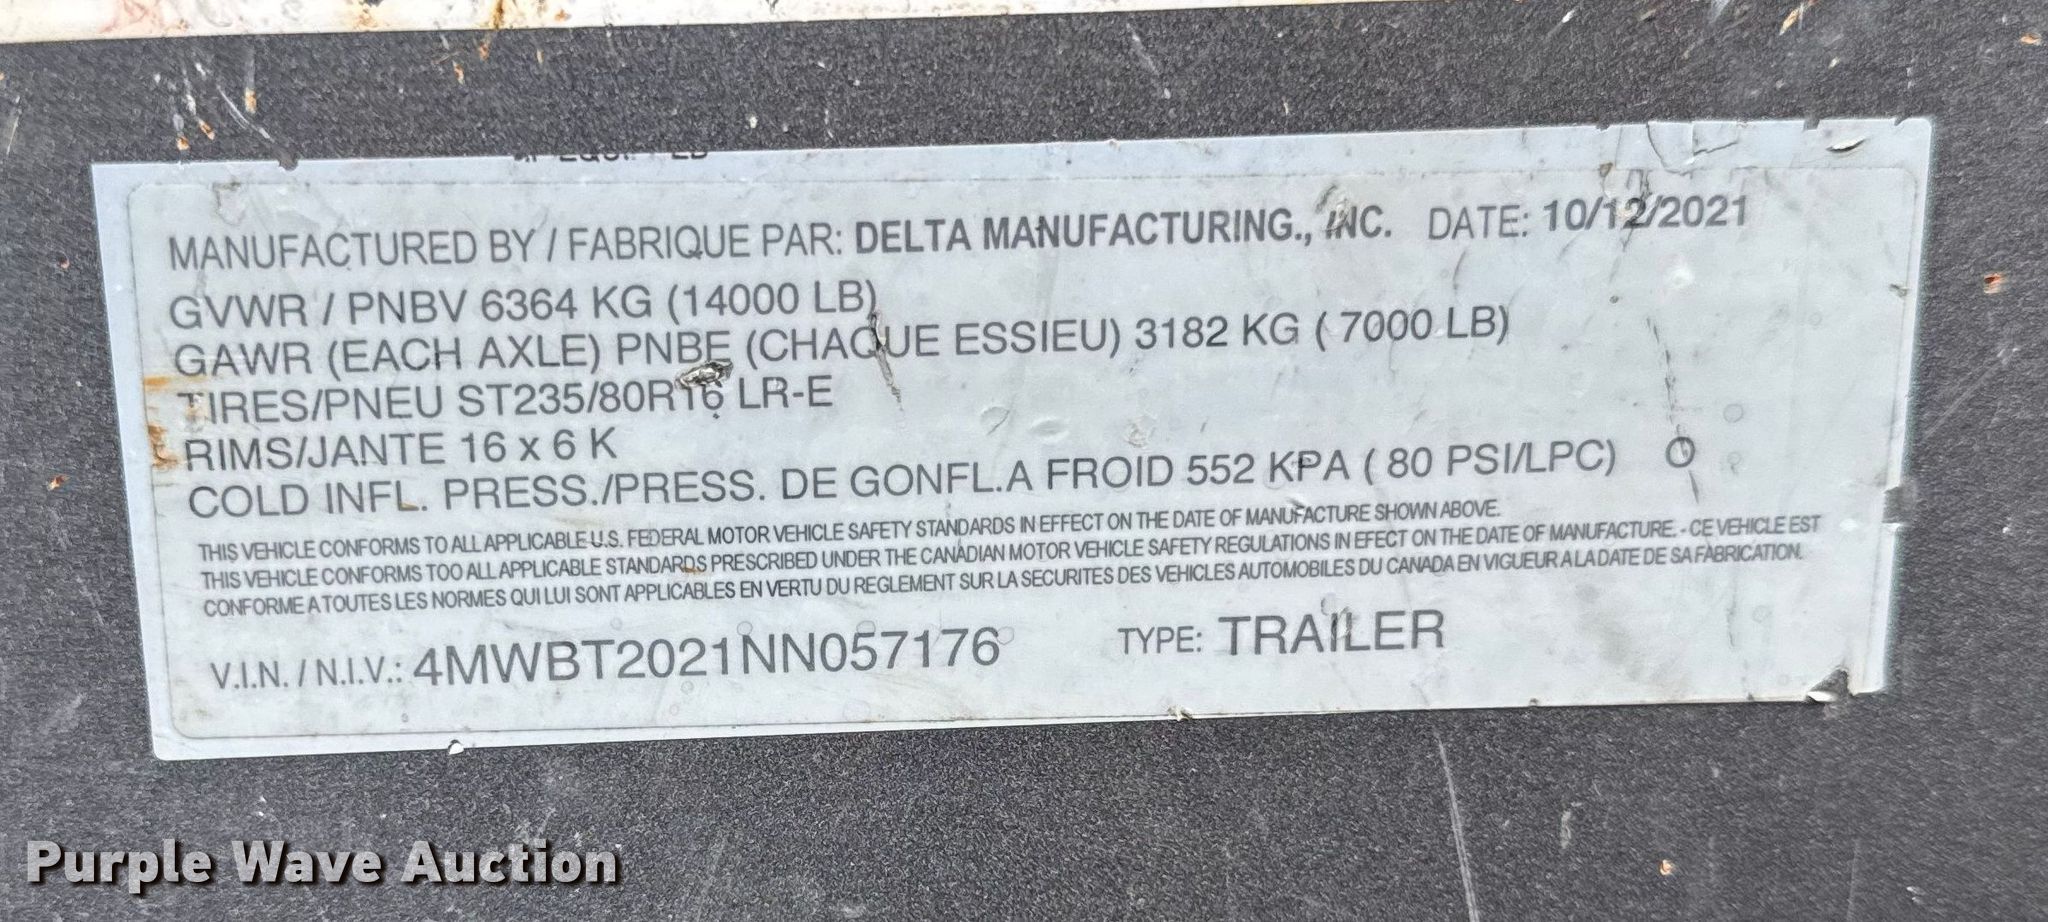 MANUFACTURED BY / FABRIQUE PAR: DELTA MANUFACTURING., INC. DATE: 10/12/2021
GVWR / PNBV 6364 KG (14000 LB)
GAWR (EACH AXLE) PNBE (CHAQUE ESSIEU) 3182 KG ( 7000 LB)
TIRES/PNEU ST235/80R16 LR-E
RIMS/JANTE 16 x 6 K
COLD INFL. PRESS./PRESS. DE GONFL.A FROID 552 KPA ( 80 PSI/LPC) O
THIS VEHICLE CONFORMS TO ALL APPLICABLE U.S. FEDERAL MOTOR VEHICLE SAFETY STANDARDS IN EFFECT ON THE DATE OF MANUFACTURE SHOWN ABOVE.
THIS VEHICLE CONFORMS TOO ALL APPLICABLE STANDARDS PRESCRIBED UNDER THE CANADIAN MOTOR VEHICLE SAFETY REGULATIONS IN EFECT ON THE DATE OF MANUFACTURE. - CE VEHICLE EST
CONFORME A TOUTES LES NORMES QUI LUI SONT APPLICABLES EN VERTU DU REGLEMENT SUR LA SECURITES DES VEHICLES AUTOMOBILES DU CANADA EN VIGUEUR A LA DATE DE SA FABRICATION.
V.I.N. / N.I.V.: 4MWBT2021NN057176 TYPE: TRAILER
Purple Wave Auction